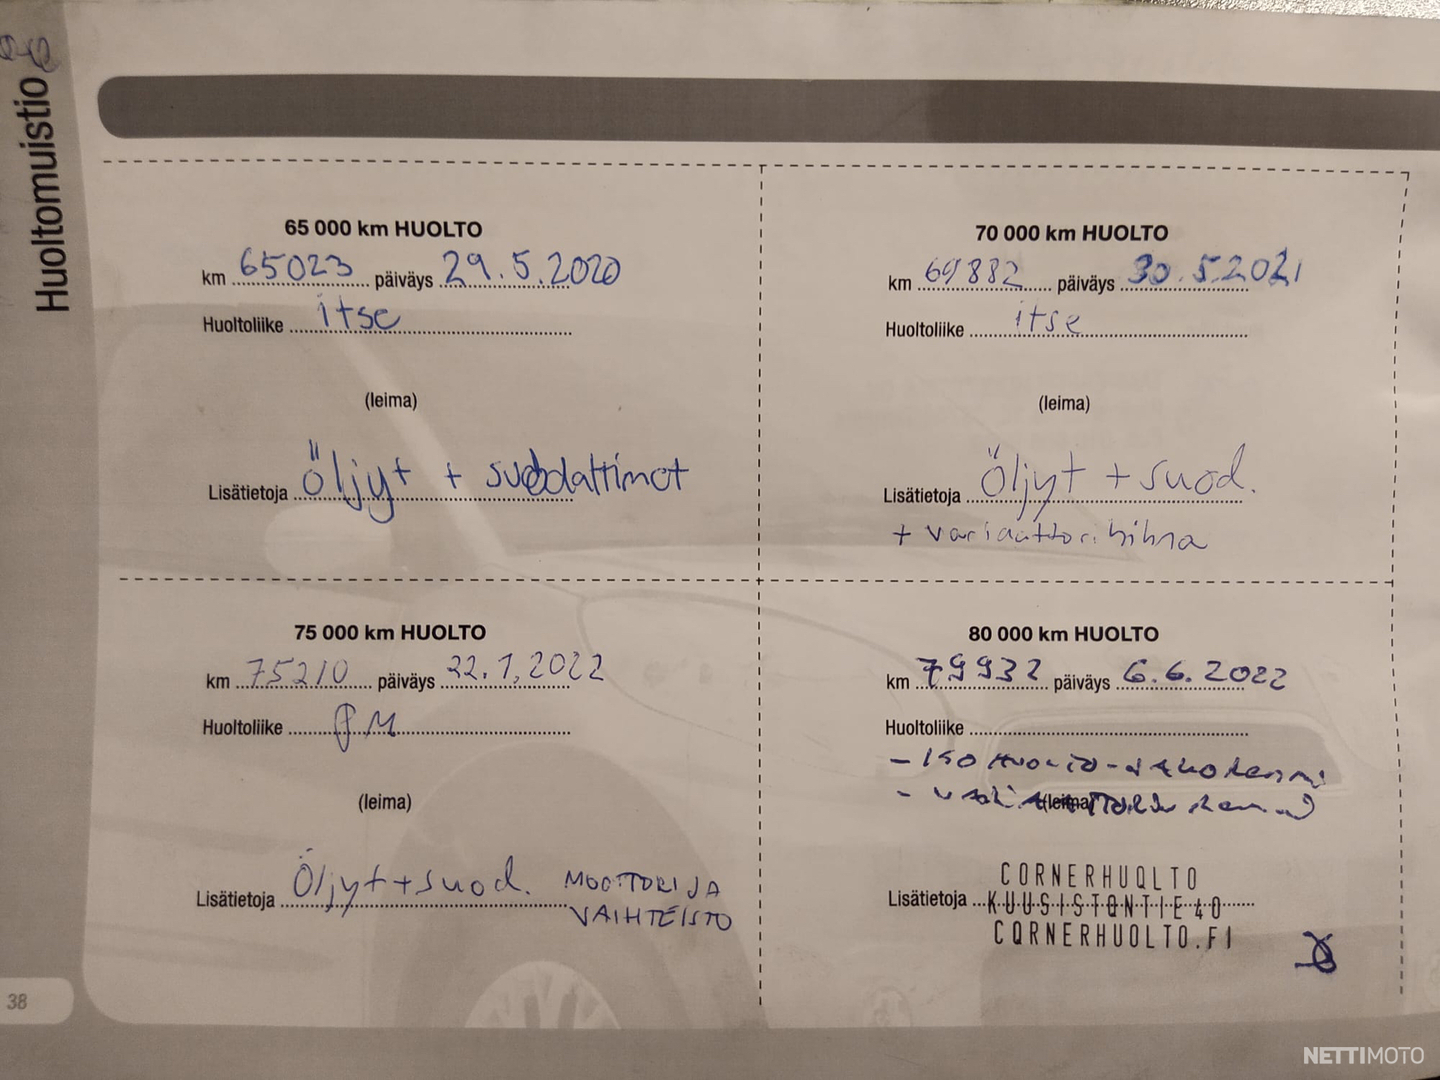 Huoltomuistio
65 000 km HUOLTO
km 65023 päiväys 29.5.2020
Huoltoliike itse
(leima)
Lisätietoja Öljyt + suodattimet
70 000 km HUOLTO
km 69882 päiväys 30.5.2021
Huoltoliike itse
(leima)
Lisätietoja Öljyt + suod.
+ variaattorihihna
75 000 km HUOLTO
km 75210 päiväys 22.1.2022
Huoltoliike PM
(leima)
Lisätietoja Öljyt + suod. MOOTTORI JA
VAIHTEISTO
80 000 km HUOLTO
km 79932 päiväys 6.6.2022
Huoltoliike
- ISO HUOLTO
(leima)
CORNERHUOLTO
Lisätietoja KUUSISTONTIE 40
CORNERHUOLTO.FI
38
NETTIMOTO